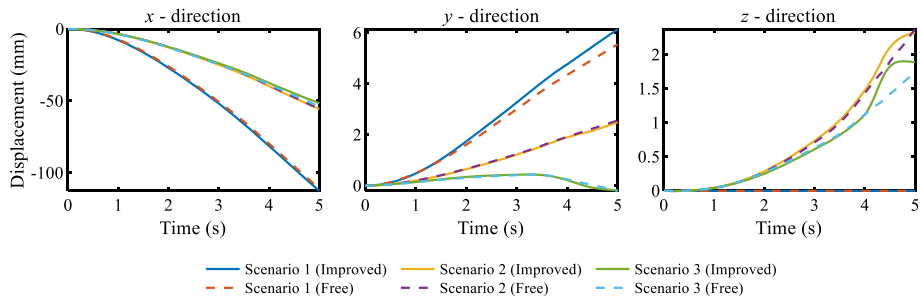 x - direction
y - direction
z - direction
Displacement (mm)
0
-50
-100
0 1 2 3 4 5
Time (s)
6
4
2
0
0 1 2 3 4 5
Time (s)
2
1.5
1
0.5
0
0 1 2 3 4 5
Time (s)
Scenario 1 (Improved)
Scenario 2 (Improved)
Scenario 3 (Improved)
Scenario 1 (Free)
Scenario 2 (Free)
Scenario 3 (Free)